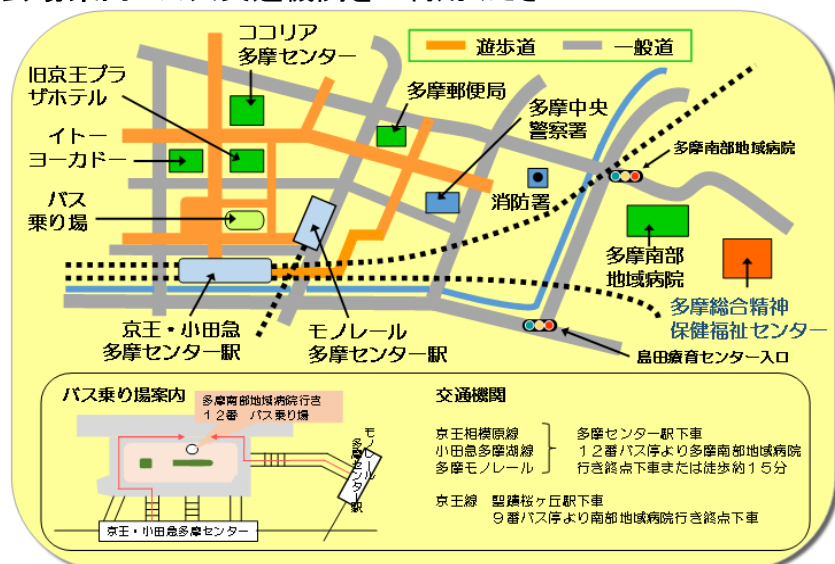 遊歩道
一般道
ココリア
多摩センター
旧京王プラ
ザホテル
多摩郵便局
多摩中央
警察署
イトー
ヨーカドー
多摩南部地域病院
消防署
バス
乗り場
多摩南部
地域病院
多摩総合精神
保健福祉センター
京王・小田急
多摩センター駅
モノレール
多摩センター駅
島田療育センター入口
バス乗り場案内
多摩南部地域病院行き
12番 バス乗り場
モノレール
多摩センター駅
京王・小田急多摩センター
交通機関
京王相模原線
小田急多摩線
多摩モノレール
多摩センター駅下車
12番バス停より多摩南部地域病院
行き終点下車または徒歩約15分
京王線 聖蹟桜ヶ丘駅下車
9番バス停より南部地域病院行き終点下車